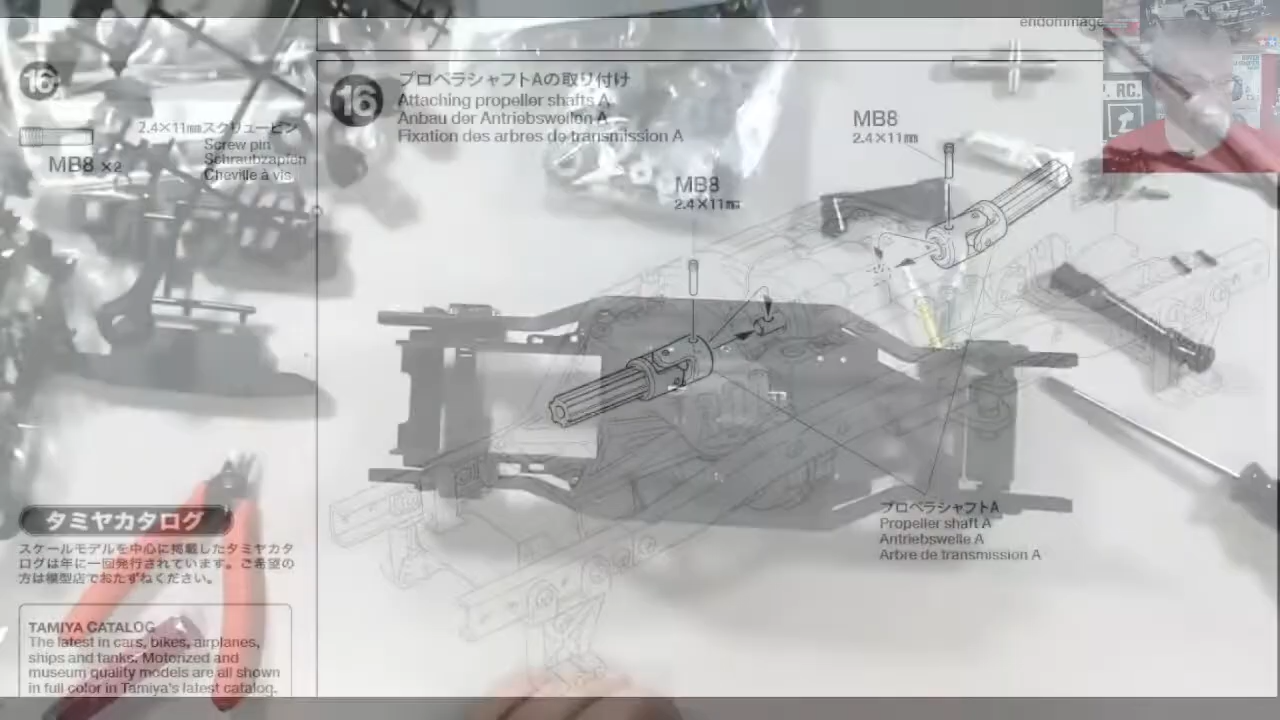 endommage
16
2.4×11㎜スクリューピン
Screw pin
MB8 ×2
Schraubzapfen
Cheville à vis
16
プロペラシャフトAの取り付け
Attaching propeller shafts A
Anbau der Antriebswellen A
Fixation des arbres de transmission A
MB8
2.4×11㎜
MB8
2.4×11㎜
P. RC.
プロペラシャフトA
Propeller shaft A
Antriebswelle A
Arbre de transmission A
タミヤカタログ
スケールモデルを中心に掲載したタミヤカタ
ログは年に一回発行されています。ご希望の
方は模型店でおたずねください。
TAMIYA CATALOG
The latest in cars, bikes, airplanes,
ships and tanks. Motorized and
museum quality models are all shown
in full color in Tamiya's latest catalog.